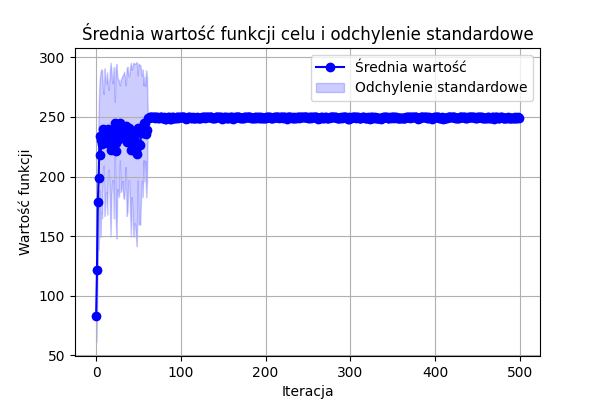 Średnia wartość funkcji celu i odchylenie standardowe
Średnia wartość
Odchylenie standardowe
Wartość funkcji
300
250
200
150
100
50
0 100 200 300 400 500
Iteracja